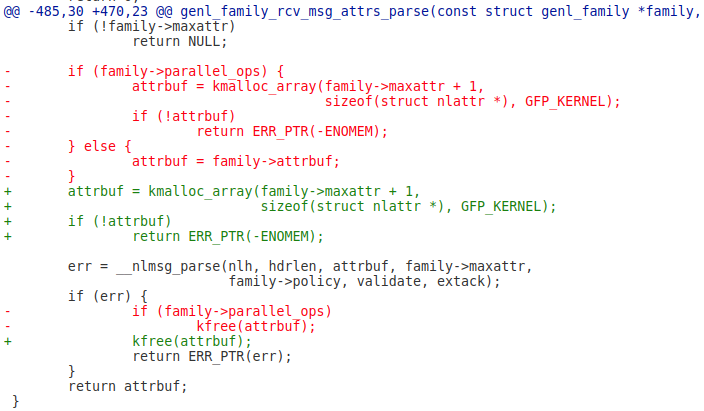 @@ -485,30 +470,23 @@ genl_family_rcv_msg_attrs_parse(const struct genl_family *family,
        if (!family->maxattr)
                return NULL;

-       if (family->parallel_ops) {
-               attrbuf = kmalloc_array(family->maxattr + 1,
-                                       sizeof(struct nlattr *), GFP_KERNEL);
-               if (!attrbuf)
-                       return ERR_PTR(-ENOMEM);
-       } else {
-               attrbuf = family->attrbuf;
-       }
+       attrbuf = kmalloc_array(family->maxattr + 1,
+                               sizeof(struct nlattr *), GFP_KERNEL);
+       if (!attrbuf)
+               return ERR_PTR(-ENOMEM);

        err = __nlmsg_parse(nlh, hdrlen, attrbuf, family->maxattr,
                            family->policy, validate, extack);
        if (err) {
-               if (family->parallel_ops)
-                       kfree(attrbuf);
+               kfree(attrbuf);
                return ERR_PTR(err);
        }
        return attrbuf;
 }